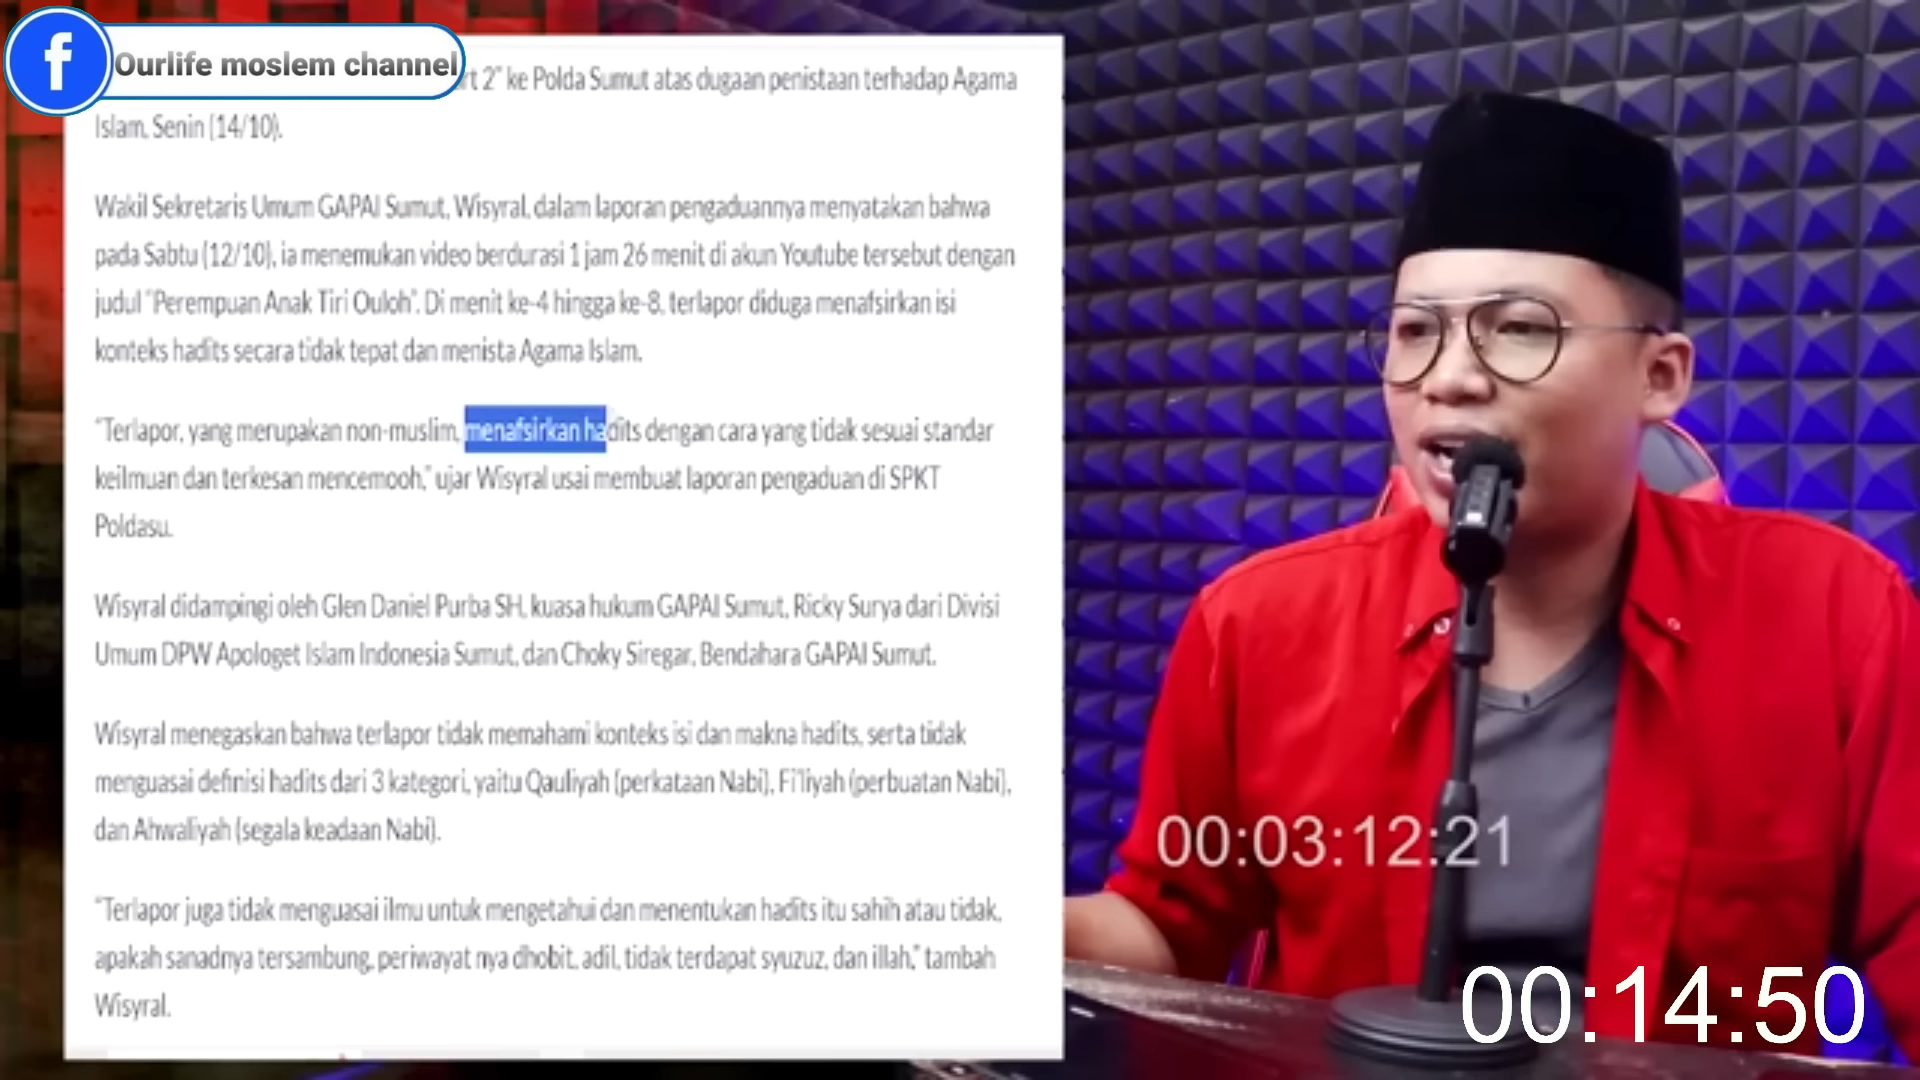 Ourlife moslem channel
rt 2" ke Polda Sumut atas dugaan penistaan terhadap Agama
Islam, Senin (14/10).
Wakil Sekretaris Umum GAPAI Sumut, Wisyral, dalam laporan pengaduannya menyatakan bahwa
pada Sabtu (12/10), ia menemukan video berdurasi 1 jam 26 menit di akun Youtube tersebut dengan
judul "Perempuan Anak Tiri Ouloh". Di menit ke-4 hingga ke-8, terlapor diduga menafsirkan isi
konteks hadits secara tidak tepat dan menista Agama Islam.
"Terlapor, yang merupakan non-muslim, menafsirkan hadits dengan cara yang tidak sesuai standar
keilmuan dan terkesan mencemooh," ujar Wisyral usai membuat laporan pengaduan di SPKT
Poldasu.
Wisyral didampingi oleh Glen Daniel Purba SH, kuasa hukum GAPAI Sumut, Ricky Surya dari Divisi
Umum DPW Apologet Islam Indonesia Sumut, dan Choky Siregar, Bendahara GAPAI Sumut.
Wisyral menegaskan bahwa terlapor tidak memahami konteks isi dan makna hadits, serta tidak
menguasai definisi hadits dari 3 kategori, yaitu Qauliyah (perkataan Nabi), Fi'liyah (perbuatan Nabi),
dan Ahwaliyah (segala keadaan Nabi).
"Terlapor juga tidak menguasai ilmu untuk mengetahui dan menentukan hadits itu sahih atau tidak,
apakah sanadnya tersambung, periwayat nya dhobit, adil, tidak terdapat syuzuz, dan illah," tambah
Wisyral.
00:03:12:21
00:14:50